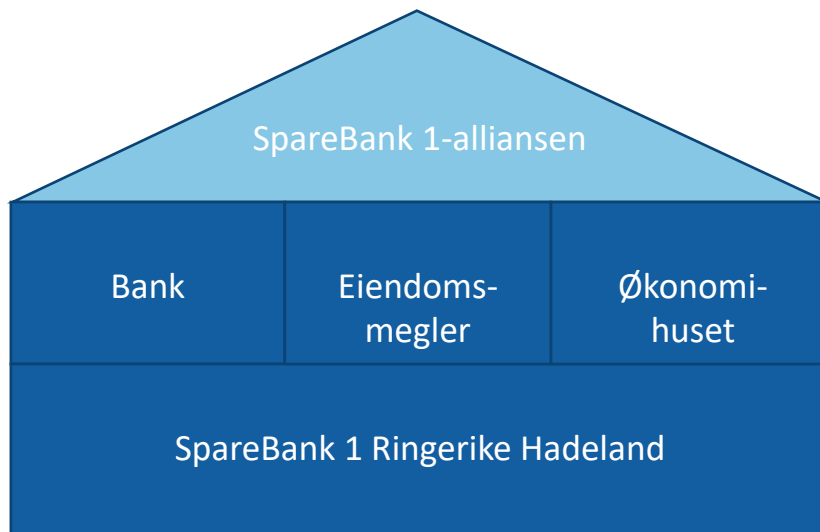 SpareBank 1-alliansen
Bank
Eiendoms-
megler
Økonomi-
huset
SpareBank 1 Ringerike Hadeland